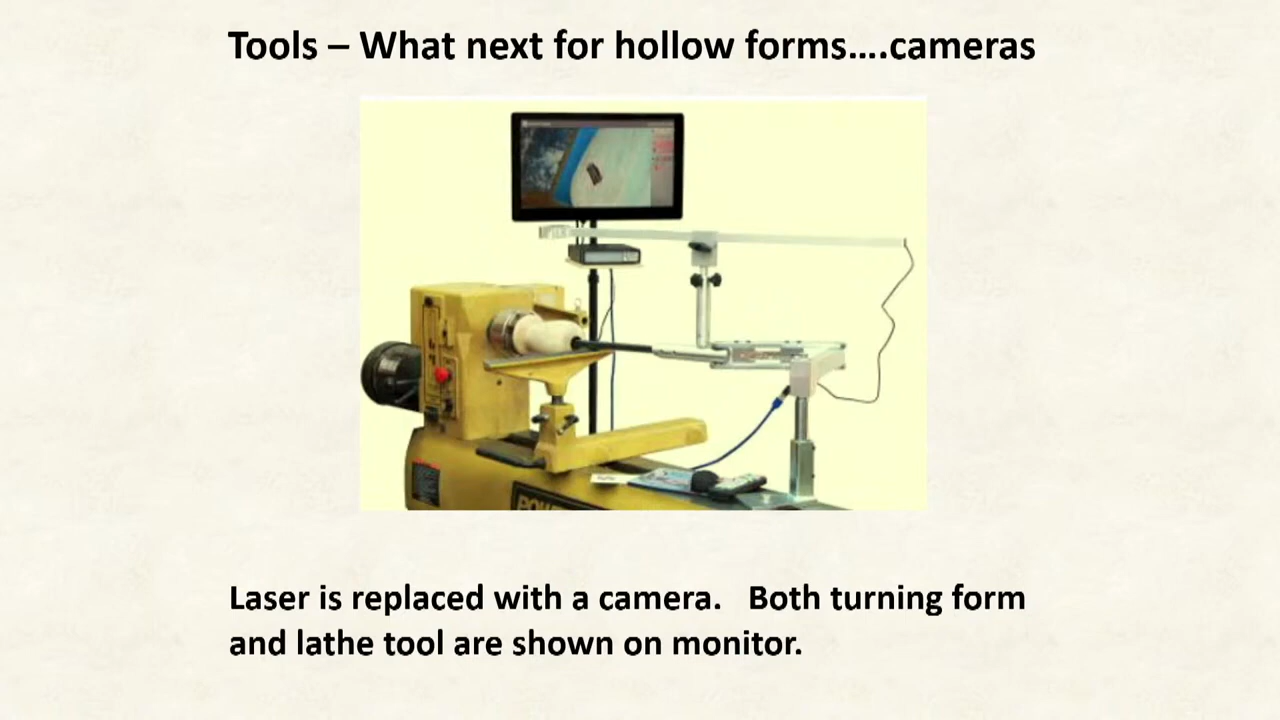 Tools – What next for hollow forms....cameras
Laser is replaced with a camera.   Both turning form
and lathe tool are shown on monitor.